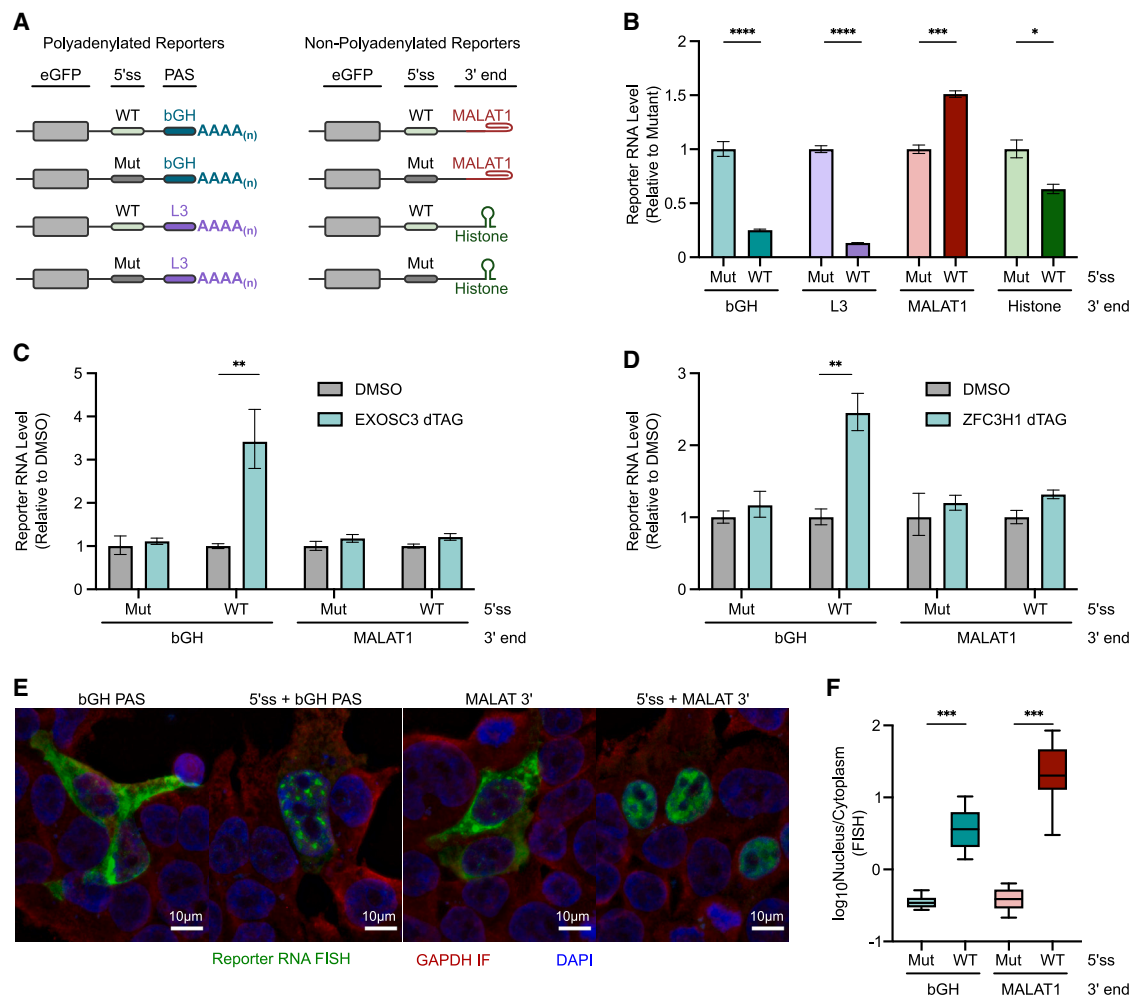 A
Polyadenylated Reporters
Non-Polyadenylated Reporters
eGFP 5'ss PAS
eGFP 5'ss 3' end
WT bGH AAAA(n)
WT MALAT1
Mut bGH AAAA(n)
Mut MALAT1
WT L3 AAAA(n)
WT Histone
Mut L3 AAAA(n)
Mut Histone
B
Reporter RNA Level
(Relative to Mutant)
2
1.5
1
0.5
0
**** **** *** *
Mut WT Mut WT Mut WT Mut WT 5'ss
bGH L3 MALAT1 Histone 3' end
C
Reporter RNA Level
(Relative to DMSO)
5
4
3
2
1
0
**
DMSO
EXOSC3 dTAG
Mut WT Mut WT 5'ss
bGH MALAT1 3' end
D
Reporter RNA Level
(Relative to DMSO)
3
2
1
0
**
DMSO
ZFC3H1 dTAG
Mut WT Mut WT 5'ss
bGH MALAT1 3' end
E
bGH PAS 5'ss + bGH PAS MALAT 3' 5'ss + MALAT 3'
10µm 10µm 10µm 10µm
Reporter RNA FISH GAPDH IF DAPI
F
log10Nucleus/Cytoplasm
(FISH)
2
1
0
-1
*** ***
Mut WT Mut WT 5'ss
bGH MALAT1 3' end